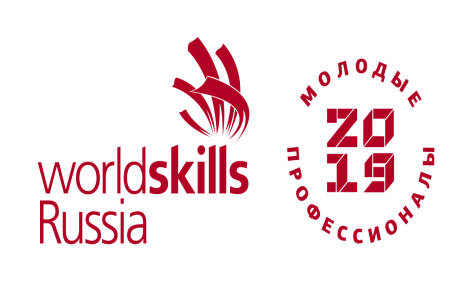 worldskills
Russia
МОЛОДЫЕ
20
19
ПРОФЕССИОНАЛЫ